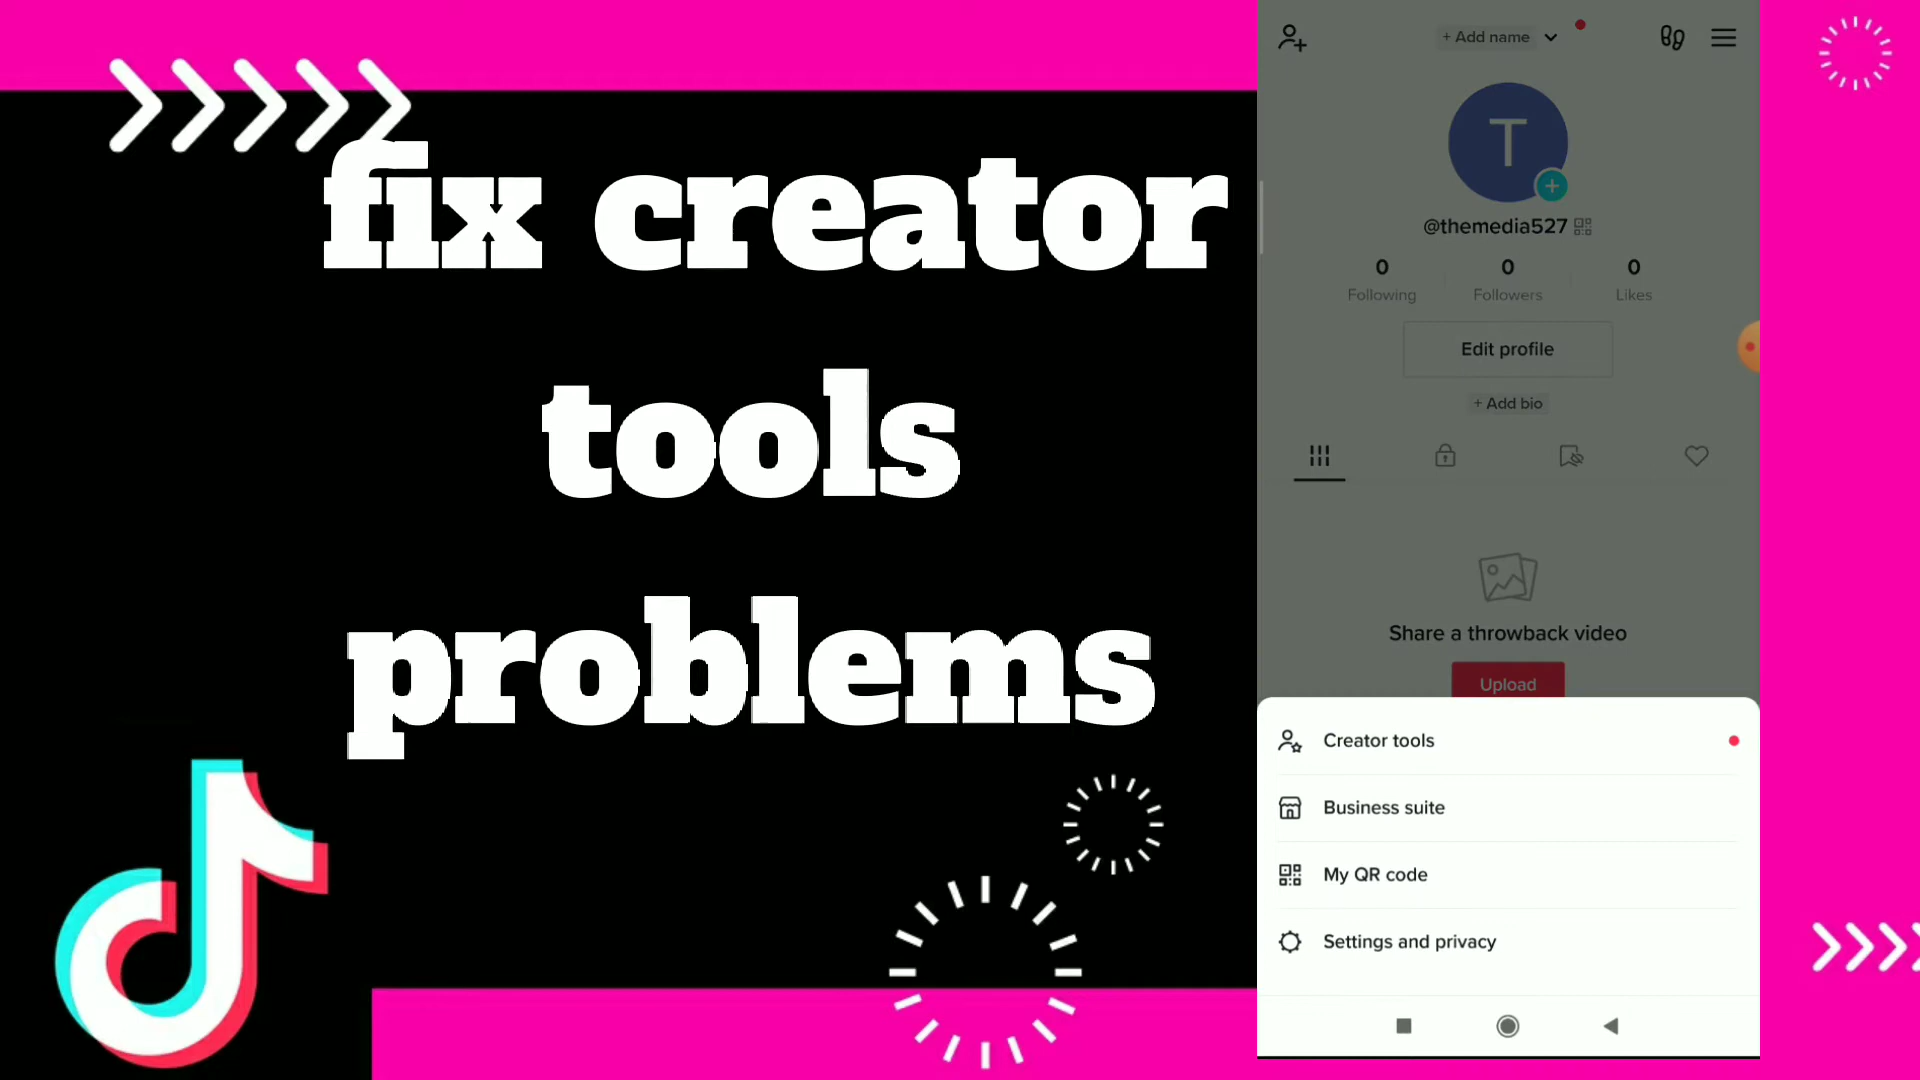 fix creator
tools
problems
+ Add name
T
@themedia527
0 0 0
Following Followers Likes
Edit profile
+ Add bio
Share a throwback video
Upload
Creator tools
Business suite
My QR code
Settings and privacy